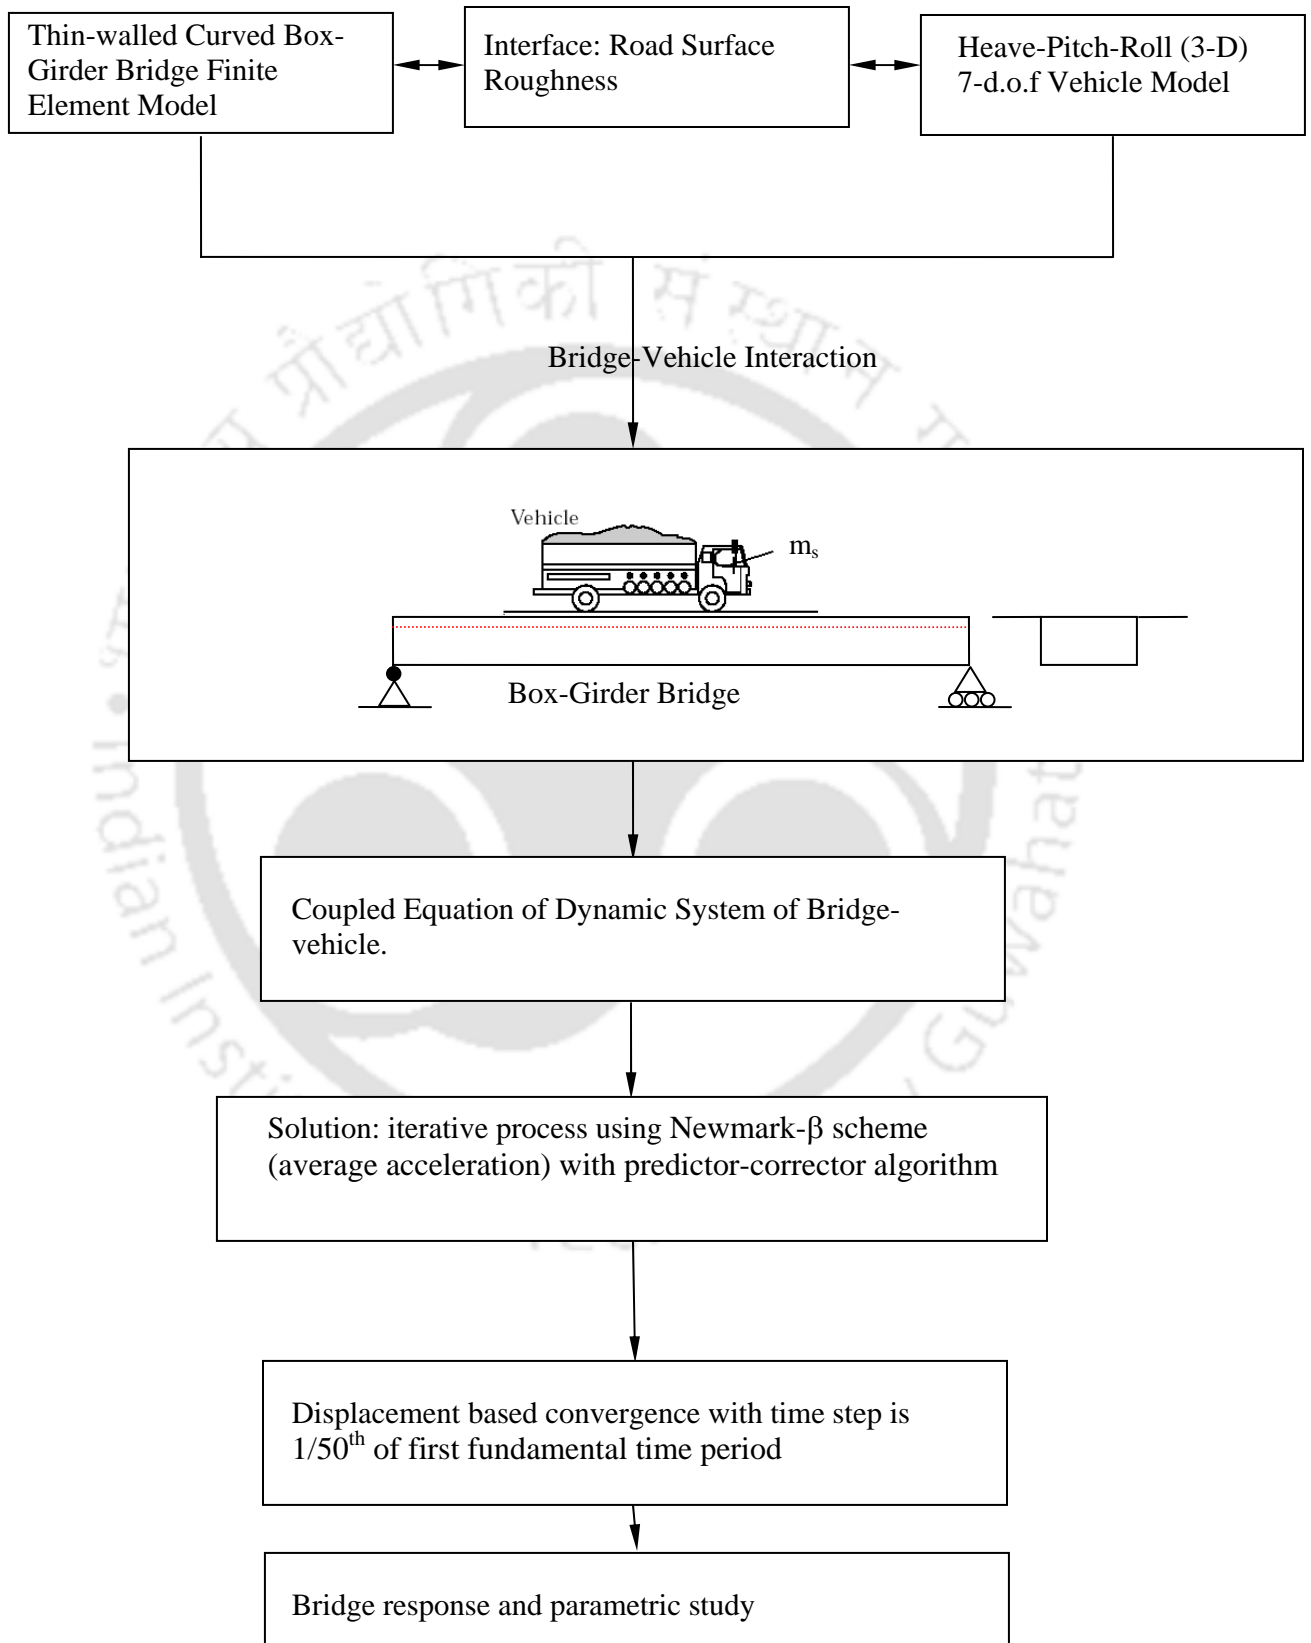 Thin-walled Curved Box-
Girder Bridge Finite
Element Model
Interface: Road Surface
Roughness
Heave-Pitch-Roll (3-D)
7-d.o.f Vehicle Model
Bridge-Vehicle Interaction
Vehicle
mₛ
Box-Girder Bridge
Coupled Equation of Dynamic System of Bridge-
vehicle.
Solution: iterative process using Newmark-β scheme
(average acceleration) with predictor-corrector algorithm
Displacement based convergence with time step is
1/50ᵗʰ of first fundamental time period
Bridge response and parametric study
प्रौद्योगिकी संस्थान
Indian